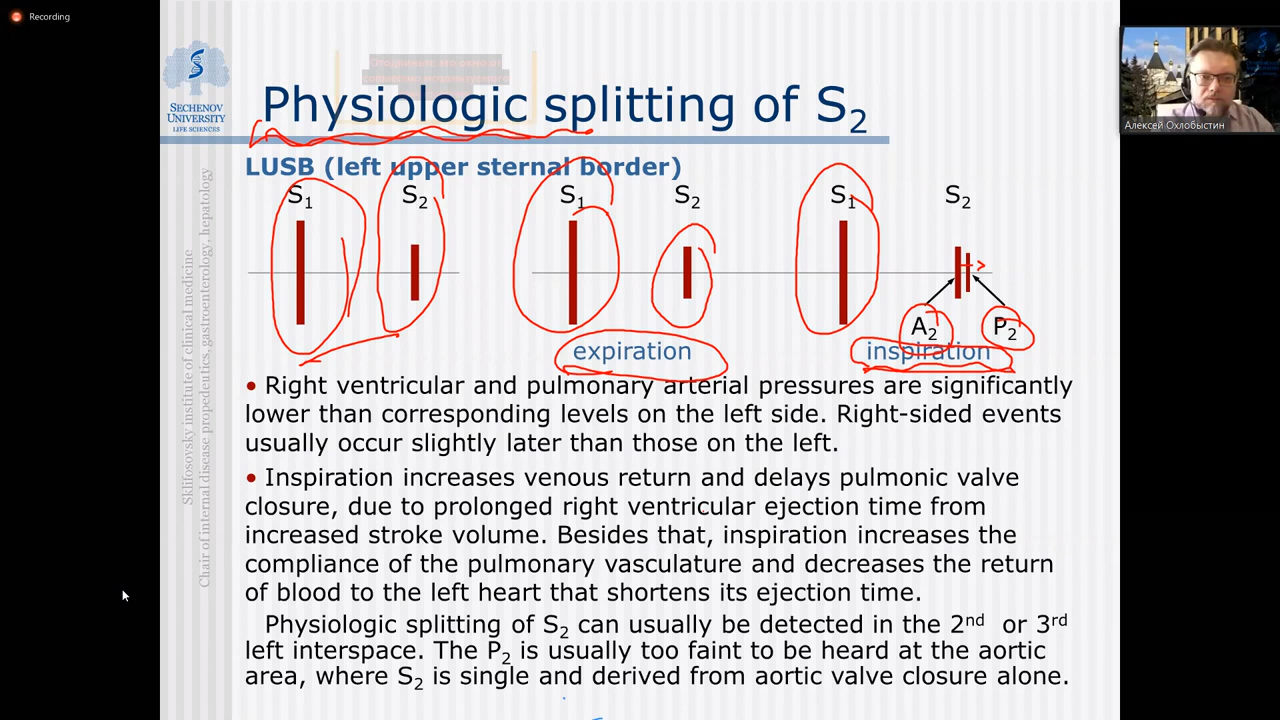 Recording
Отодвиньте это окно от
совместно используемого
SECHENOV
UNIVERSITY
LIFE SCIENCES
Physiologic splitting of S2
Алексей Охлобыстин
LUSB (left upper sternal border)
S1 S2 S1 S2 S1 S2
A2 P2
expiration inspiration
• Right ventricular and pulmonary arterial pressures are significantly
lower than corresponding levels on the left side. Right-sided events
usually occur slightly later than those on the left.
• Inspiration increases venous return and delays pulmonic valve
closure, due to prolonged right ventricular ejection time from
increased stroke volume. Besides that, inspiration increases the
compliance of the pulmonary vasculature and decreases the return
of blood to the left heart that shortens its ejection time.
Physiologic splitting of S2 can usually be detected in the 2nd or 3rd
left interspace. The P2 is usually too faint to be heard at the aortic
area, where S2 is single and derived from aortic valve closure alone.
Sklifosovsky institute of clinical medicine
Chair of internal disease propedeutics, gastroenterology, hepatology